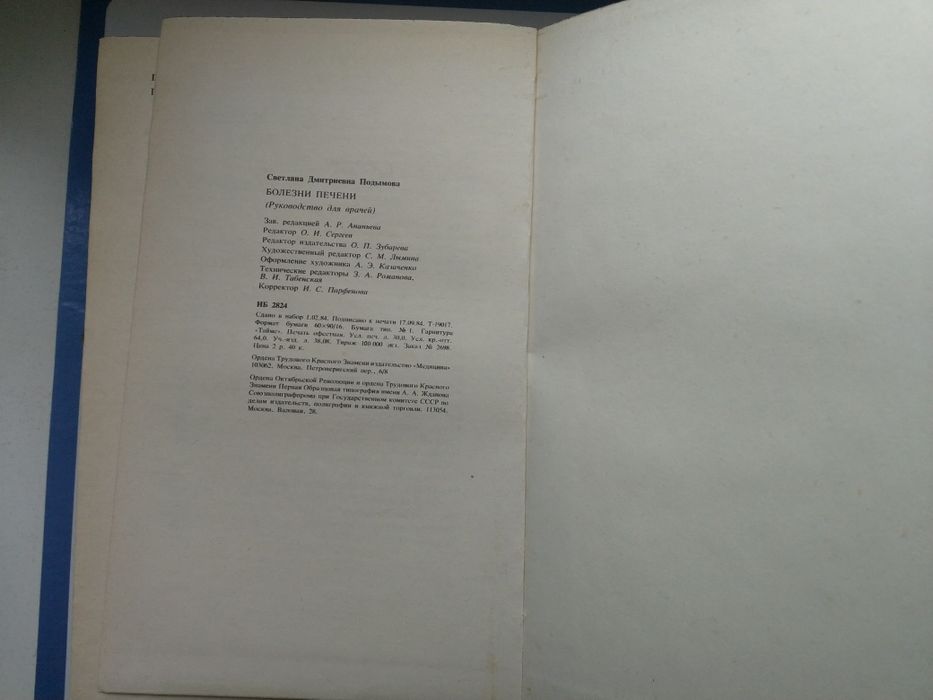 Светлана Дмитриевна Подымова
БОЛЕЗНИ ПЕЧЕНИ
(Руководство для врачей)
Зав. редакцией А. Р. Ананьева
Редактор О. И. Сергеев
Редактор издательства О. П. Зубарева
Художественный редактор С. М. Лымина
Оформление художника А. Э. Казаченко
Технические редакторы З. А. Романова,
В. И. Табенская
Корректор И. С. Парфенова
НБ 2824
Сдано в набор 1.02.84. Подписано к печати 17.09.84. Т-19017.
Формат бумаги 60×90/16. Бумага тип. № 1. Гарнитура
«Таймс». Печать офсетная. Усл. печ. л. 30,0. Усл. кр.-отт.
64,0. Уч.-изд. л. 38,08. Тираж 100 000 экз. Заказ № 2698.
Цена 2 р. 40 к.
Ордена Трудового Красного Знамени издательство «Медицина»
103062, Москва, Петроверигский пер., 6/8
Ордена Октябрьской Революции и ордена Трудового Красного
Знамени Первая Образцовая типография имени А. А. Жданова
Союзполиграфпрома при Государственном комитете СССР по
делам издательств, полиграфии и книжной торговли. 113054,
Москва, Валовая, 28.